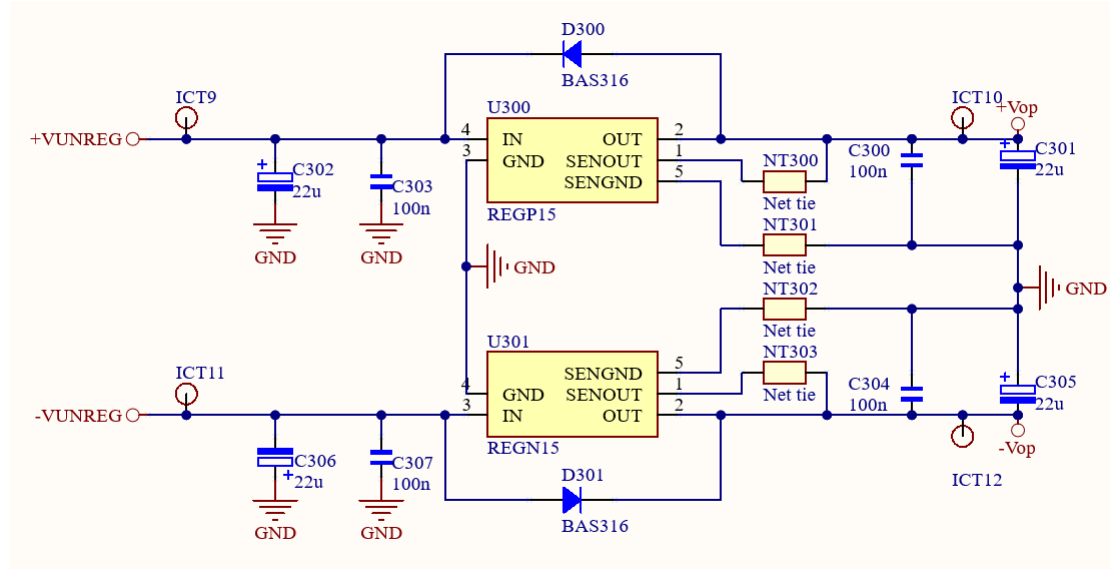 D300
BAS316
ICT9
U300
ICT10
+Vop
+VUNREG
4
IN
OUT
2
3
GND
SENOUT
1
SENGND
5
NT300
C300
100n
+
C301
22u
+
C302
22u
C303
100n
REGP15
Net tie
NT301
GND
GND
GND
Net tie
NT302
GND
U301
Net tie
NT303
ICT11
SENGND
5
4
GND
SENOUT
1
C304
100n
+
C305
22u
-VUNREG
3
IN
OUT
2
Net tie
REGN15
-Vop
C306
22u
+
C307
100n
D301
BAS316
ICT12
GND
GND